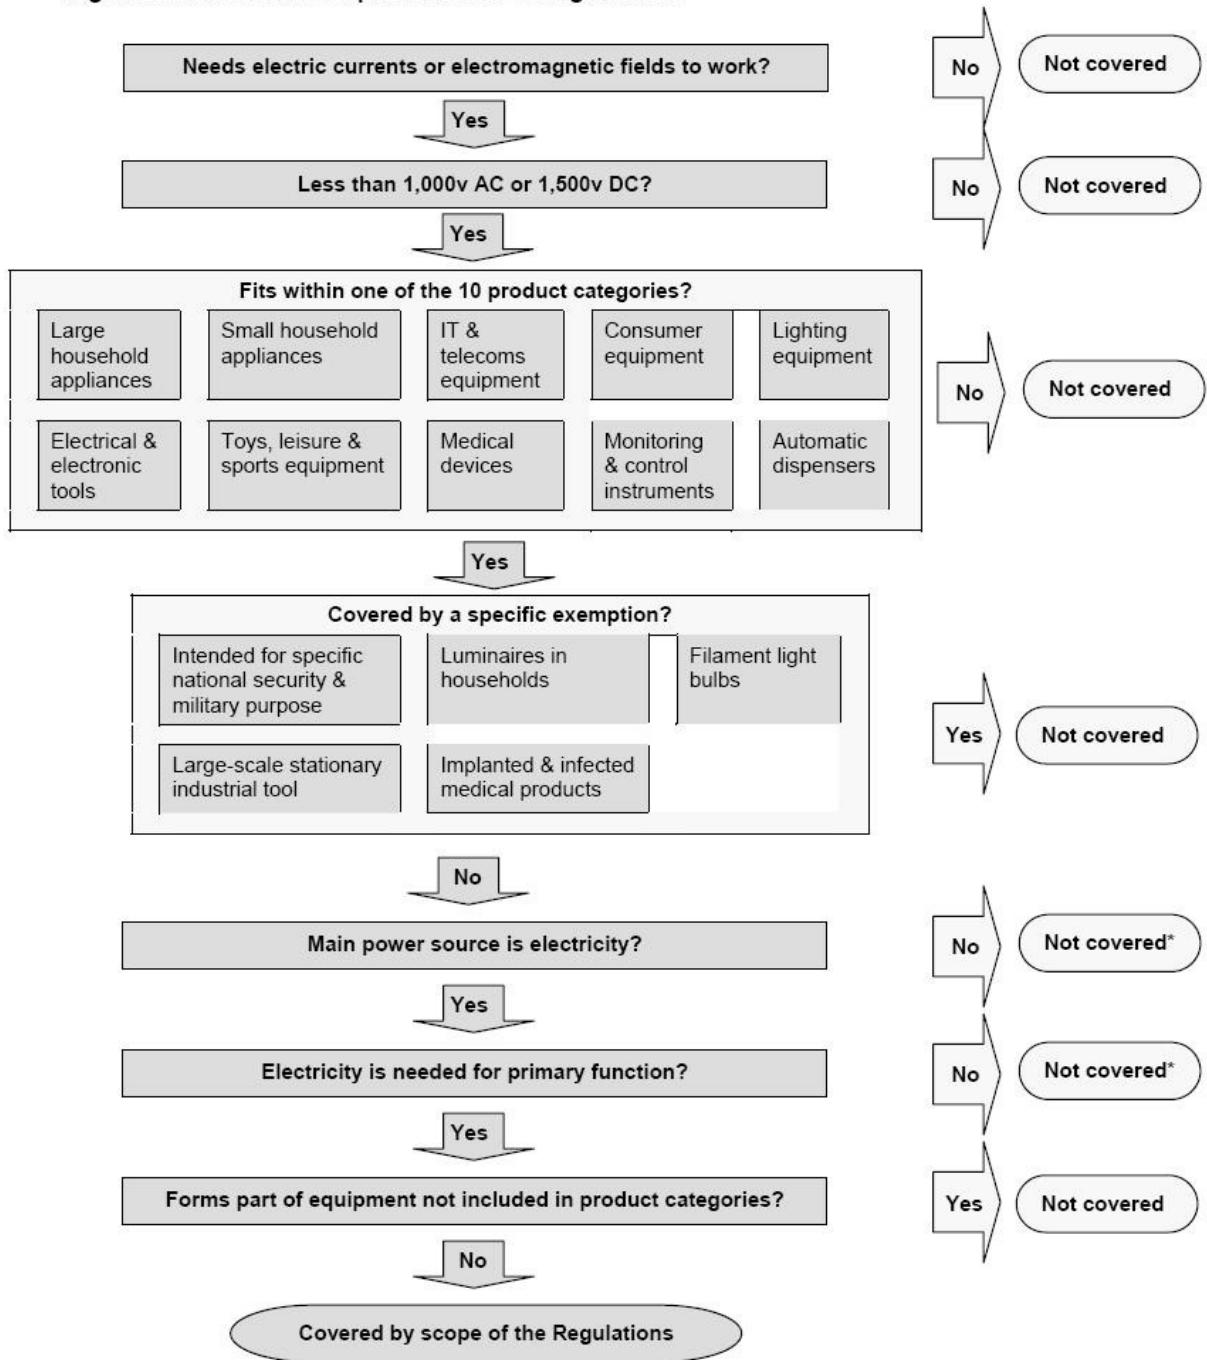 Needs electric currents or electromagnetic fields to work?
No
Not covered
Yes
Less than 1,000v AC or 1,500v DC?
No
Not covered
Yes
Fits within one of the 10 product categories?
Large
household
appliances
Small household
appliances
IT &
telecoms
equipment
Consumer
equipment
Lighting
equipment
Electrical &
electronic
tools
Toys, leisure &
sports equipment
Medical
devices
Monitoring
& control
instruments
Automatic
dispensers
No
Not covered
Yes
Covered by a specific exemption?
Intended for specific
national security &
military purpose
Luminaires in
households
Filament light
bulbs
Large-scale stationary
industrial tool
Implanted & infected
medical products
Yes
Not covered
No
Main power source is electricity?
No
Not covered*
Yes
Electricity is needed for primary function?
No
Not covered*
Yes
Forms part of equipment not included in product categories?
Yes
Not covered
No
Covered by scope of the Regulations